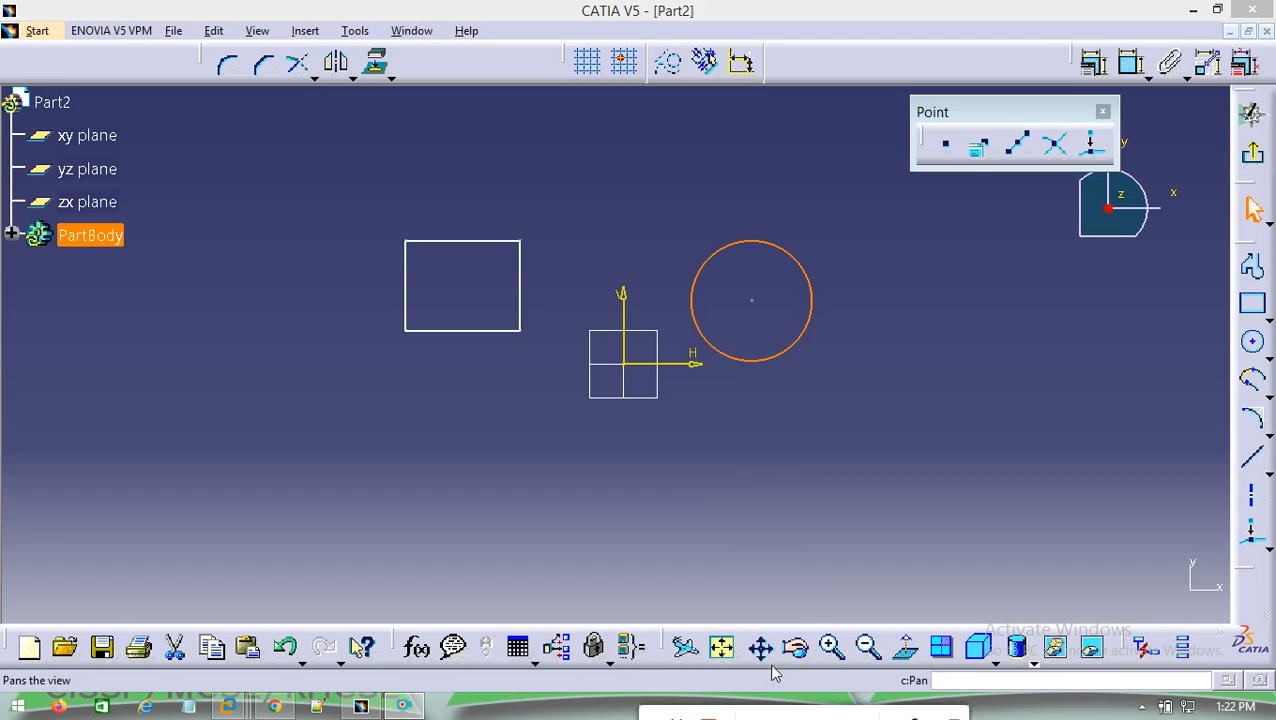 CATIA V5 - [Part2]
Start ENOVIA V5 VPM File Edit View Insert Tools Window Help
Part2
Point
xy plane
y
yz plane
z
x
zx plane
PartBody
V
H
y
x
f(x)
Activate Windows
CATIA
Pans the view
c:Pan
1:22 PM